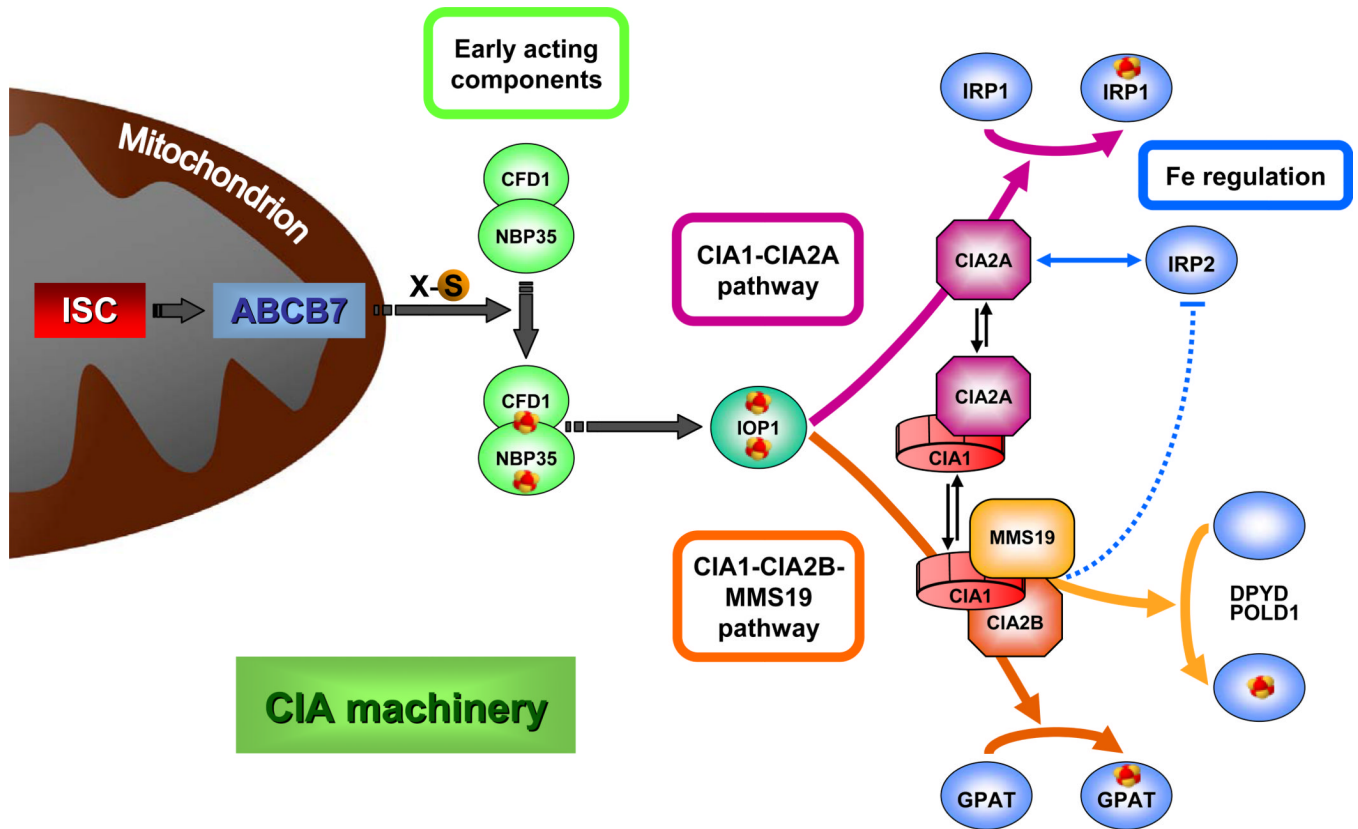 Early acting
components
Mitochondrion
CFD1
NBP35
ISC
ABCB7
X-S
CFD1
NBP35
CIA machinery
IOP1
CIA1-CIA2A
pathway
CIA1-CIA2B-
MMS19
pathway
IRP1
IRP1
Fe regulation
CIA2A
IRP2
CIA2A
CIA1
MMS19
CIA1
CIA2B
DPYD
POLD1
GPAT
GPAT